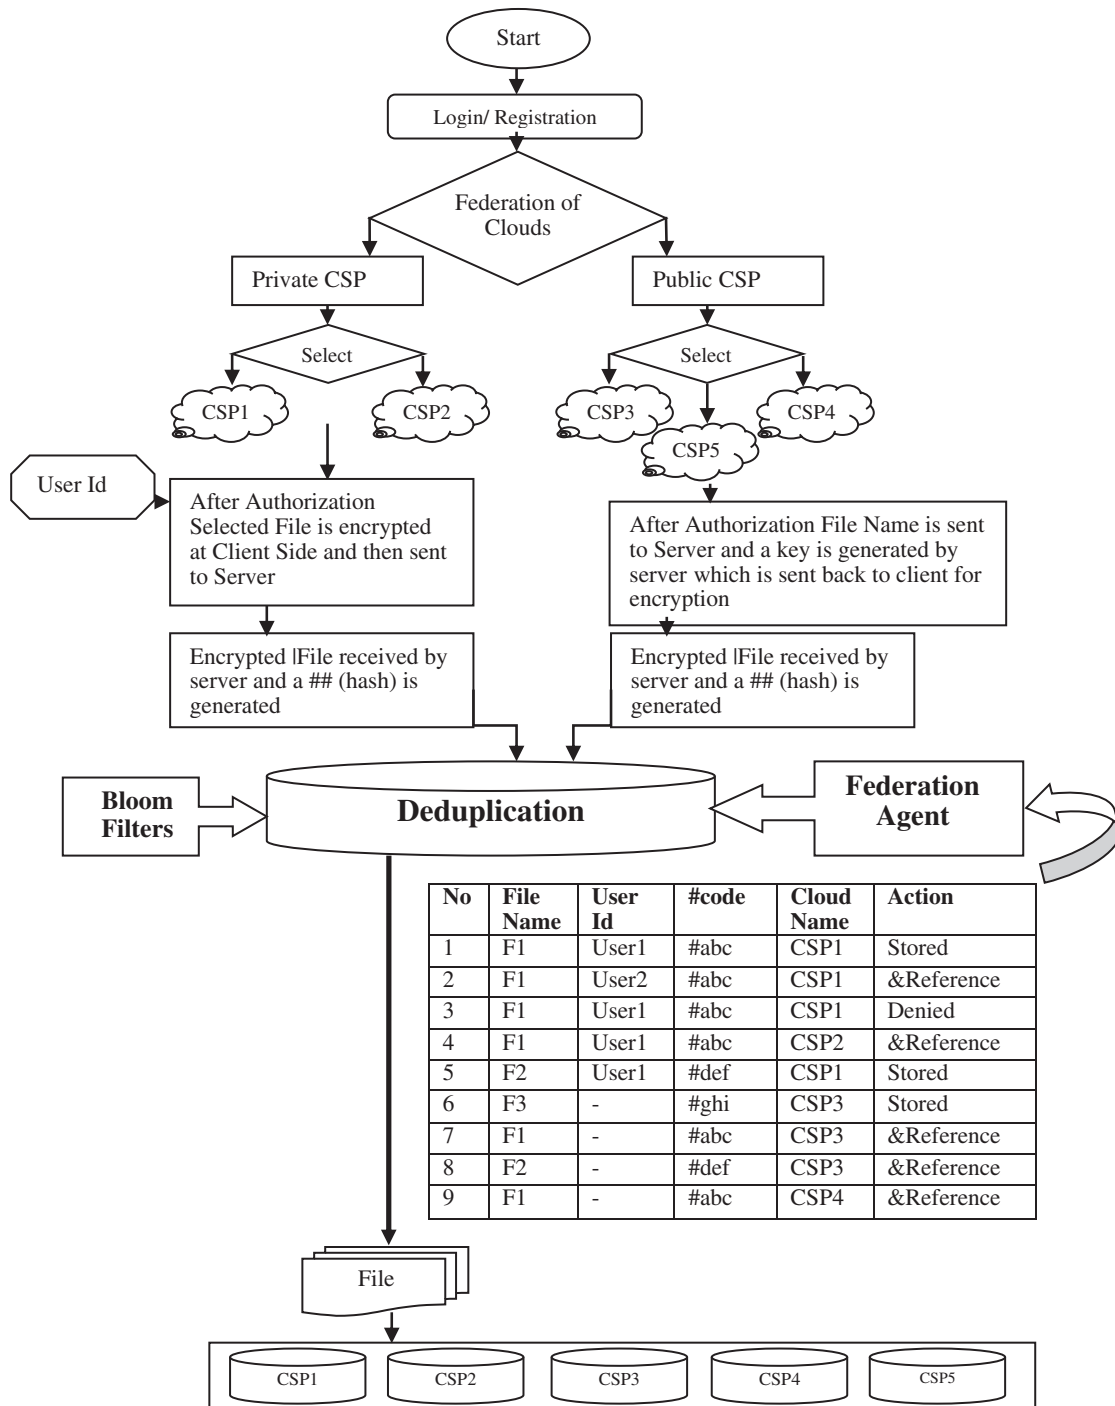 Start
Login/ Registration
Federation of
Clouds
Private CSP
Public CSP
Select
Select
CSP1
CSP2
CSP3
CSP4
CSP5
User Id
After Authorization
Selected File is encrypted
at Client Side and then sent
to Server
After Authorization File Name is sent
to Server and a key is generated by
server which is sent back to client for
encryption
Encrypted |File received by
server and a ## (hash) is
generated
Encrypted |File received by
server and a ## (hash) is
generated
Bloom
Filters
Deduplication
Federation
Agent
No File Name User Id #code Cloud Name Action
1 F1 User1 #abc CSP1 Stored
2 F1 User2 #abc CSP1 &Reference
3 F1 User1 #abc CSP1 Denied
4 F1 User1 #abc CSP2 &Reference
5 F2 User1 #def CSP1 Stored
6 F3 - #ghi CSP3 Stored
7 F1 - #abc CSP3 &Reference
8 F2 - #def CSP3 &Reference
9 F1 - #abc CSP4 &Reference
File
CSP1 CSP2 CSP3 CSP4 CSP5